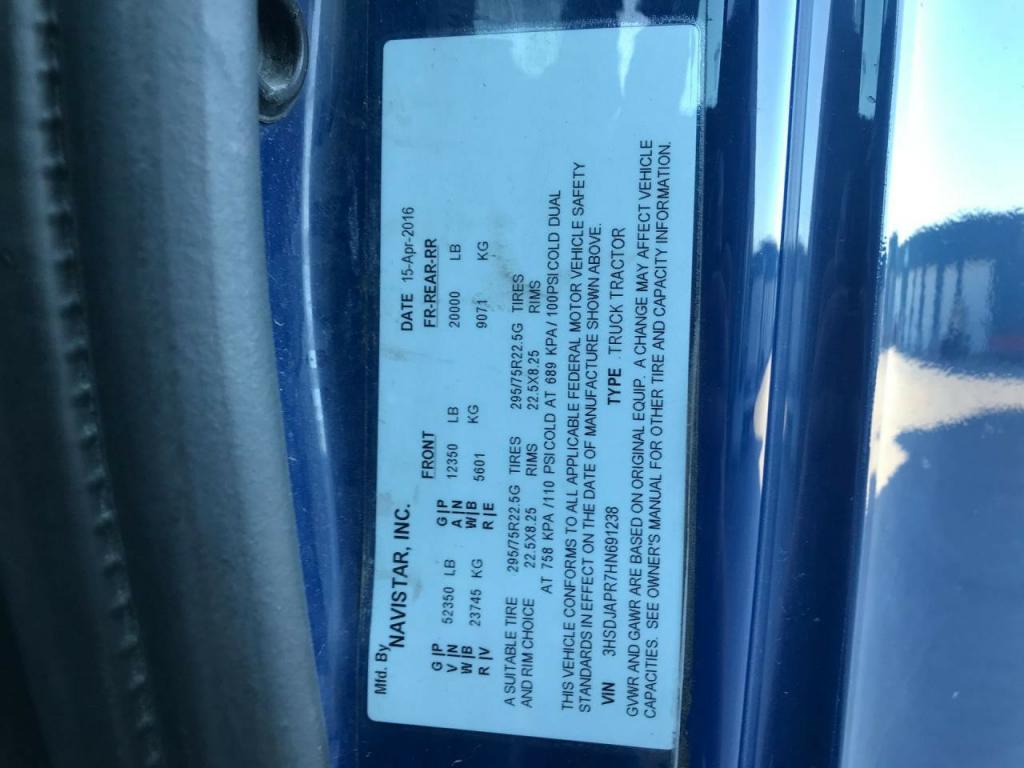 Mfd. By
NAVISTAR, INC. DATE 15-Apr-2016
G|P FRONT G|P FR-REAR-RR
V|N 52350 LB A|N 12350 LB 20000 LB
W|B 23745 KG W|B 5601 KG 9071 KG
R|V R|E
A SUITABLE TIRE 295/75R22.5G TIRES 295/75R22.5G TIRES
AND RIM CHOICE 22.5X8.25 RIMS 22.5X8.25 RIMS
AT 758 KPA /110 PSI COLD AT 689 KPA/ 100PSI COLD DUAL
THIS VEHICLE CONFORMS TO ALL APPLICABLE FEDERAL MOTOR VEHICLE SAFETY
STANDARDS IN EFFECT ON THE DATE OF MANUFACTURE SHOWN ABOVE.
VIN 3HSDJAPR7HN691238 TYPE TRUCK TRACTOR
GVWR AND GAWR ARE BASED ON ORIGINAL EQUIP. A CHANGE MAY AFFECT VEHICLE
CAPACITIES. SEE OWNER'S MANUAL FOR OTHER TIRE AND CAPACITY INFORMATION.